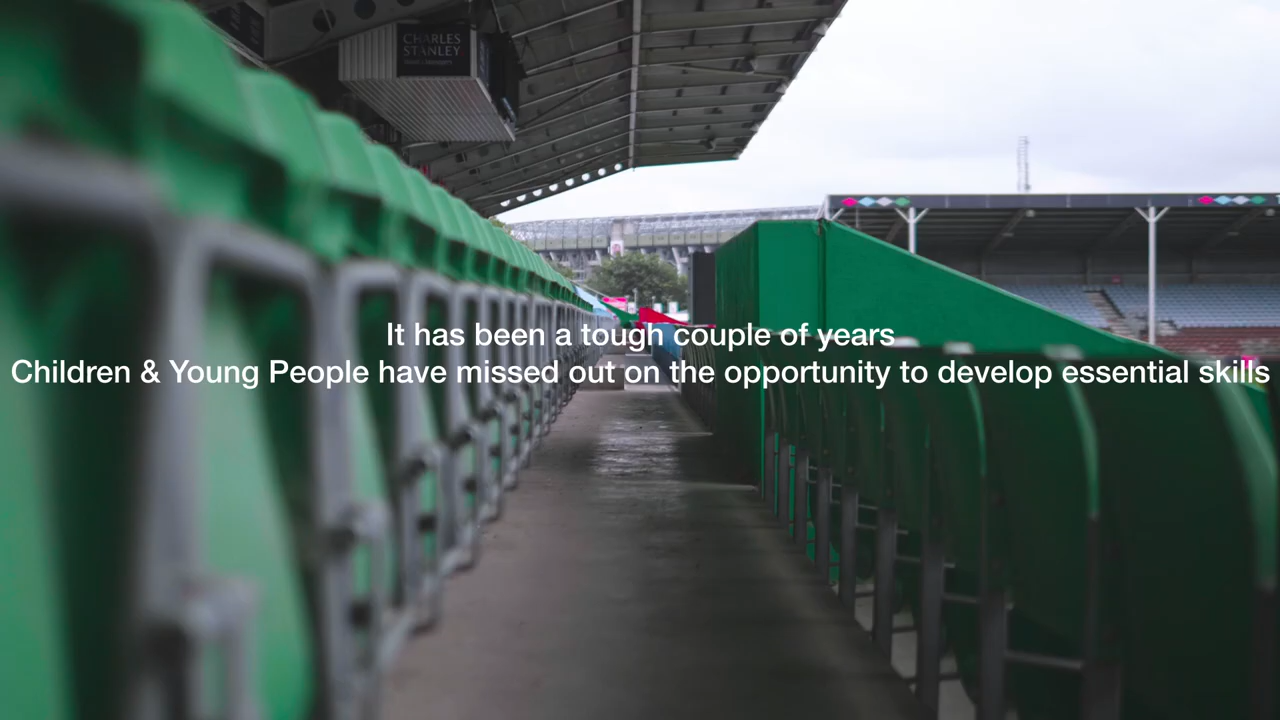 CHARLES
STANLEY
It has been a tough couple of years
Children & Young People have missed out on the opportunity to develop essential skills